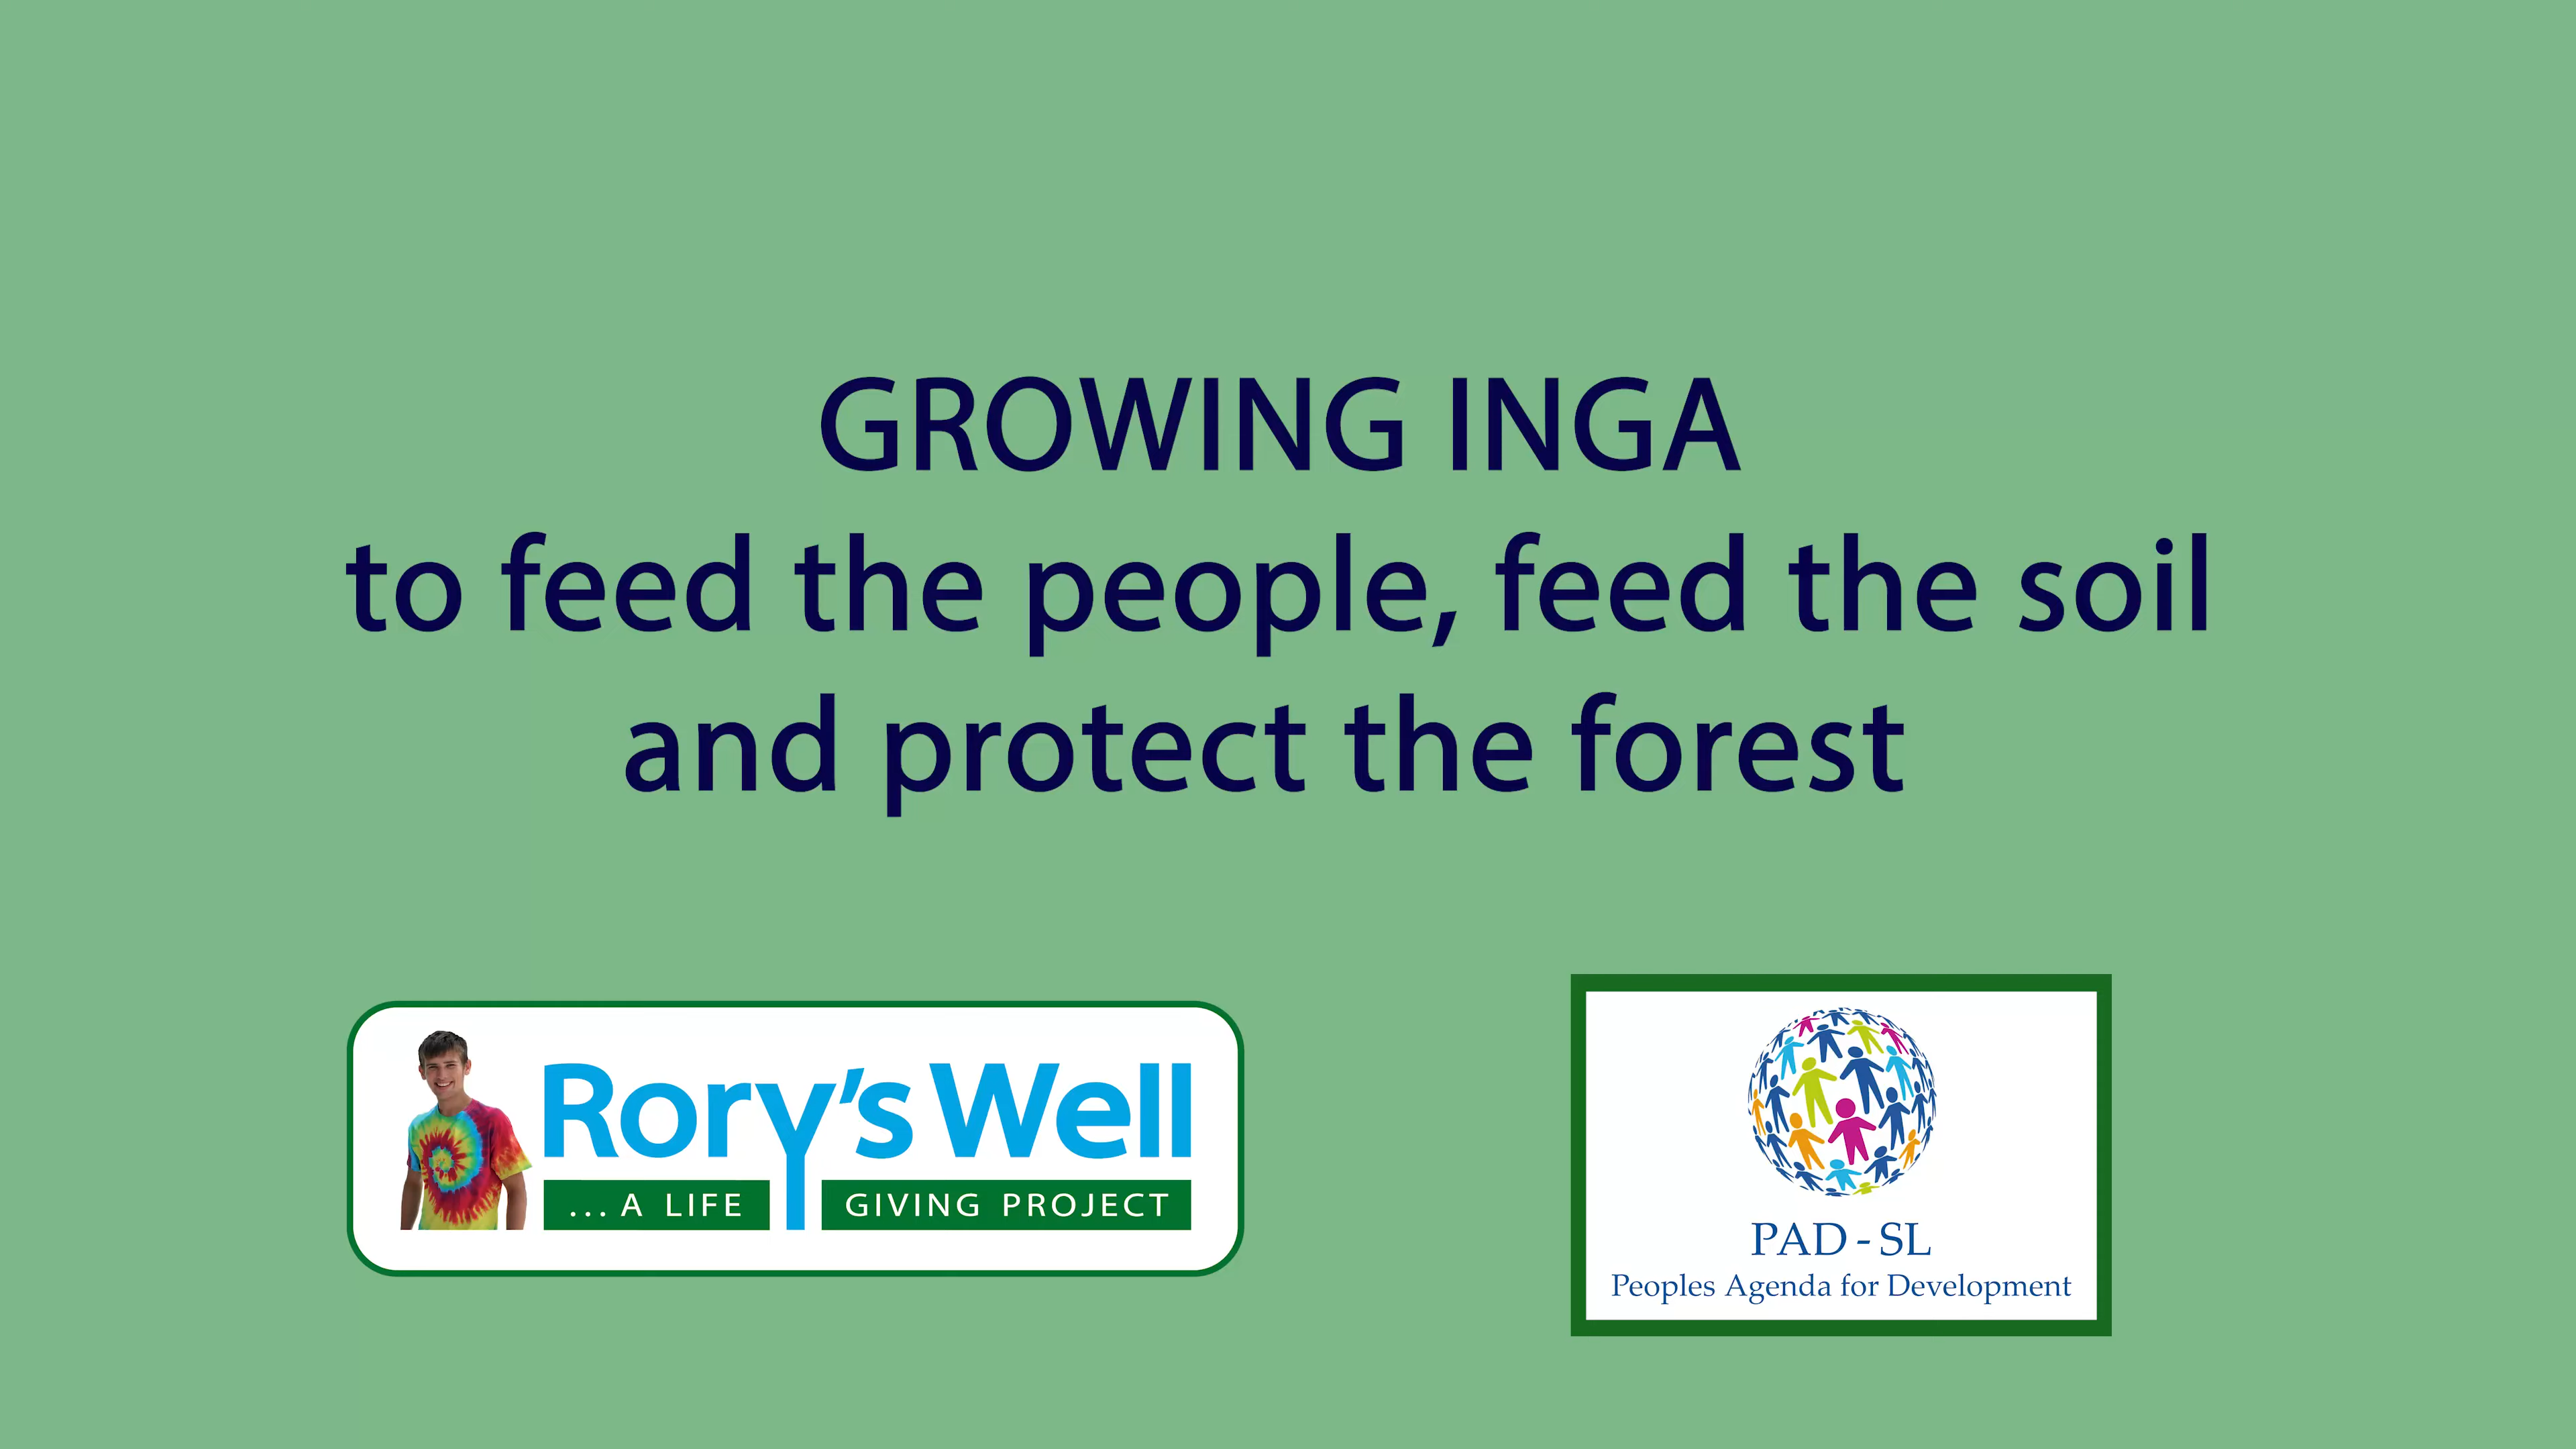 GROWING INGA
to feed the people, feed the soil
and protect the forest
Rory's Well
...A LIFE GIVING PROJECT
PAD - SL
Peoples Agenda for Development